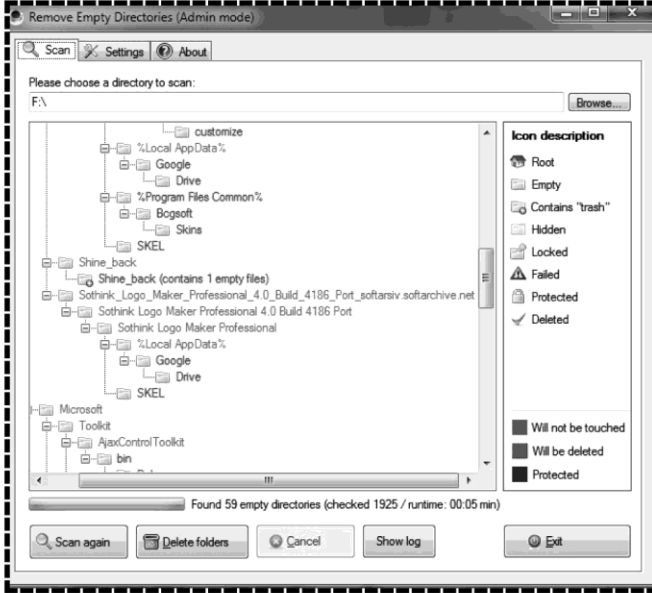 Remove Empty Directories (Admin mode)
Scan
Settings
About
Please choose a directory to scan:
F:\
Browse...
customize
%Local AppData%
Google
Drive
%Program Files Common%
Bcgsoft
Skins
SKEL
Shine_back
Shine_back (contains 1 empty files)
Sothink_Logo_Maker_Professional_4.0_Build_4186_Port_softarsiv.softarchive.net
Sothink Logo Maker Professional 4.0 Build 4186 Port
Sothink Logo Maker Professional
%Local AppData%
Google
Drive
SKEL
Microsoft
Toolkit
AjaxControlToolkit
bin
Icon description
Root
Empty
Contains "trash"
Hidden
Locked
Failed
Protected
Deleted
Will not be touched
Will be deleted
Protected
Found 59 empty directories (checked 1925 / runtime: 00:05 min)
Scan again
Delete folders
Cancel
Show log
Exit